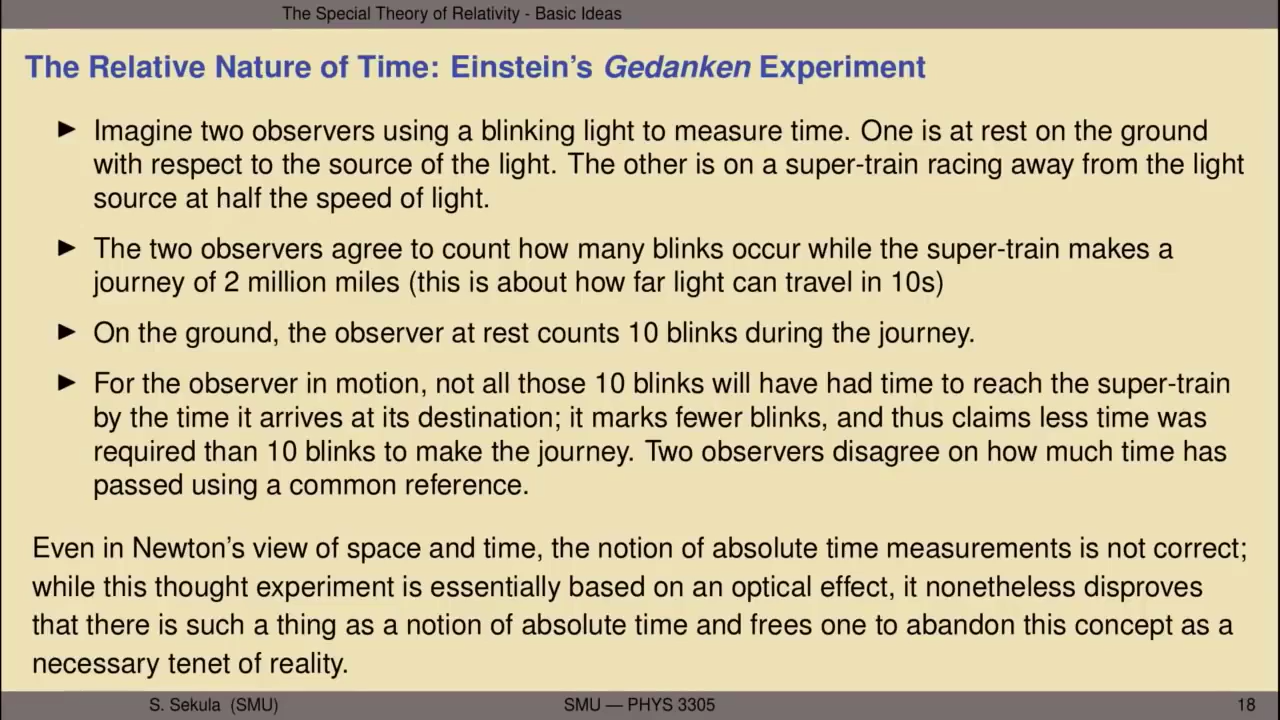 The Special Theory of Relativity - Basic Ideas
The Relative Nature of Time: Einstein's Gedanken Experiment
▶ Imagine two observers using a blinking light to measure time. One is at rest on the ground
with respect to the source of the light. The other is on a super-train racing away from the light
source at half the speed of light.
▶ The two observers agree to count how many blinks occur while the super-train makes a
journey of 2 million miles (this is about how far light can travel in 10s)
▶ On the ground, the observer at rest counts 10 blinks during the journey.
▶ For the observer in motion, not all those 10 blinks will have had time to reach the super-train
by the time it arrives at its destination; it marks fewer blinks, and thus claims less time was
required than 10 blinks to make the journey. Two observers disagree on how much time has
passed using a common reference.
Even in Newton's view of space and time, the notion of absolute time measurements is not correct;
while this thought experiment is essentially based on an optical effect, it nonetheless disproves
that there is such a thing as a notion of absolute time and frees one to abandon this concept as a
necessary tenet of reality.
S. Sekula (SMU) SMU — PHYS 3305 18